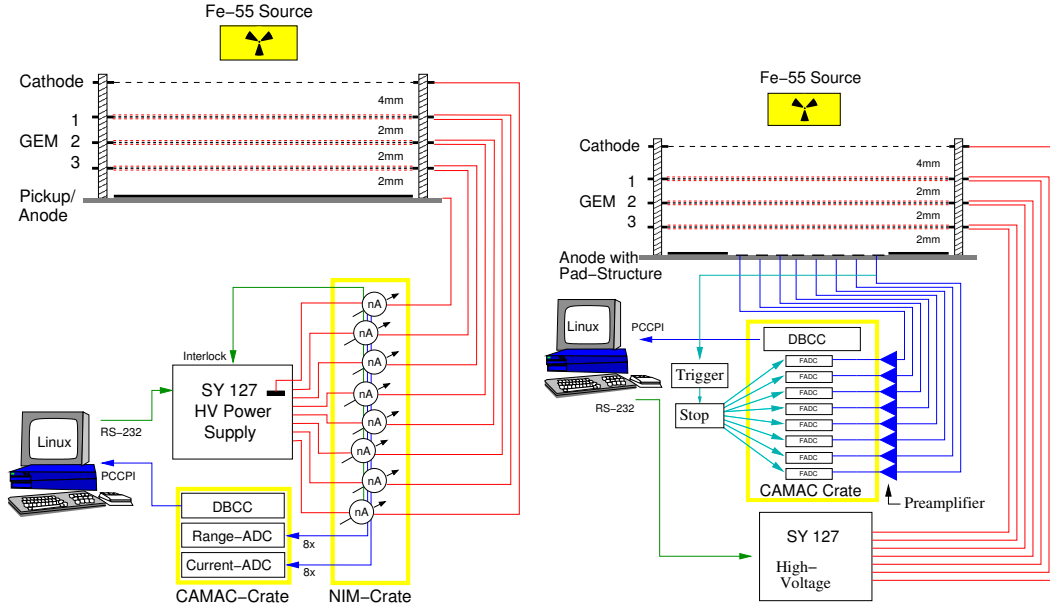 Fe-55 Source
Cathode
4mm
1
2mm
GEM 2
2mm
3
2mm
Pickup/
Anode
nA
nA
nA
nA
nA
nA
nA
nA
Interlock
SY 127
HV Power
Supply
Linux
RS-232
PCCPI
DBCC
Range-ADC
8x
Current-ADC
8x
CAMAC-Crate
NIM-Crate
Fe-55 Source
Cathode
4mm
1
2mm
GEM 2
2mm
3
2mm
Anode with
Pad-Structure
Linux
PCCPI
RS-232
DBCC
Trigger
Stop
FADC
FADC
FADC
FADC
FADC
FADC
FADC
FADC
CAMAC Crate
Preamplifier
SY 127
High-
Voltage